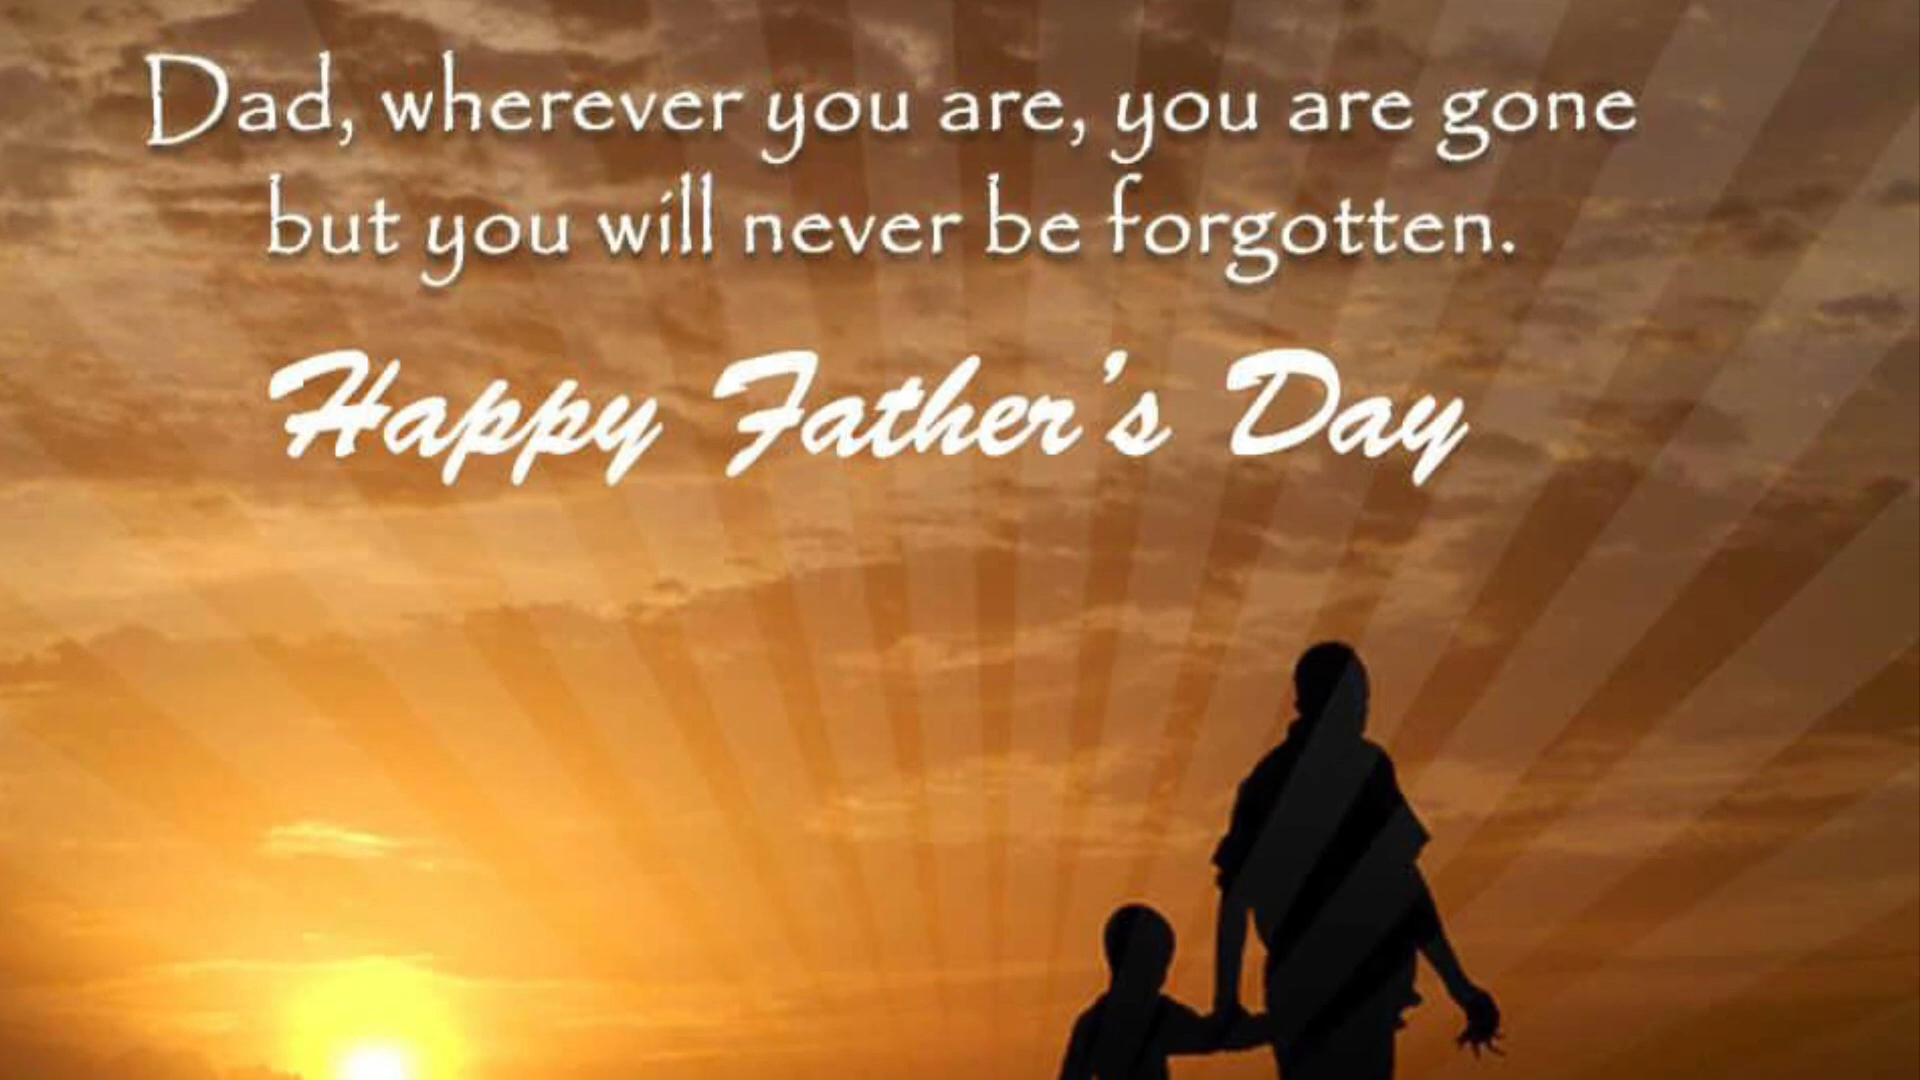 Dad, wherever you are, you are gone
but you will never be forgotten.
Happy Father's Day